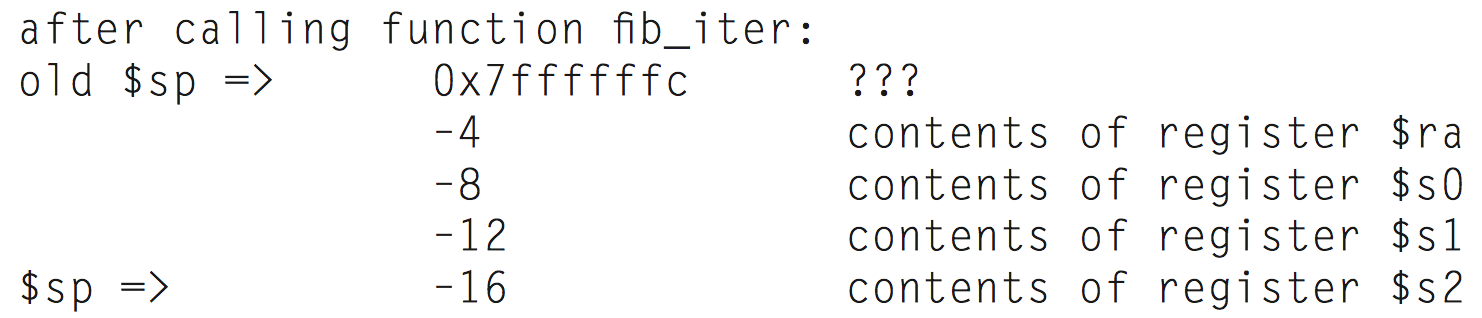 after calling function fib_iter:
old $sp => 0x7ffffffc ???
-4 contents of register $ra
-8 contents of register $s0
-12 contents of register $s1
$sp => -16 contents of register $s2